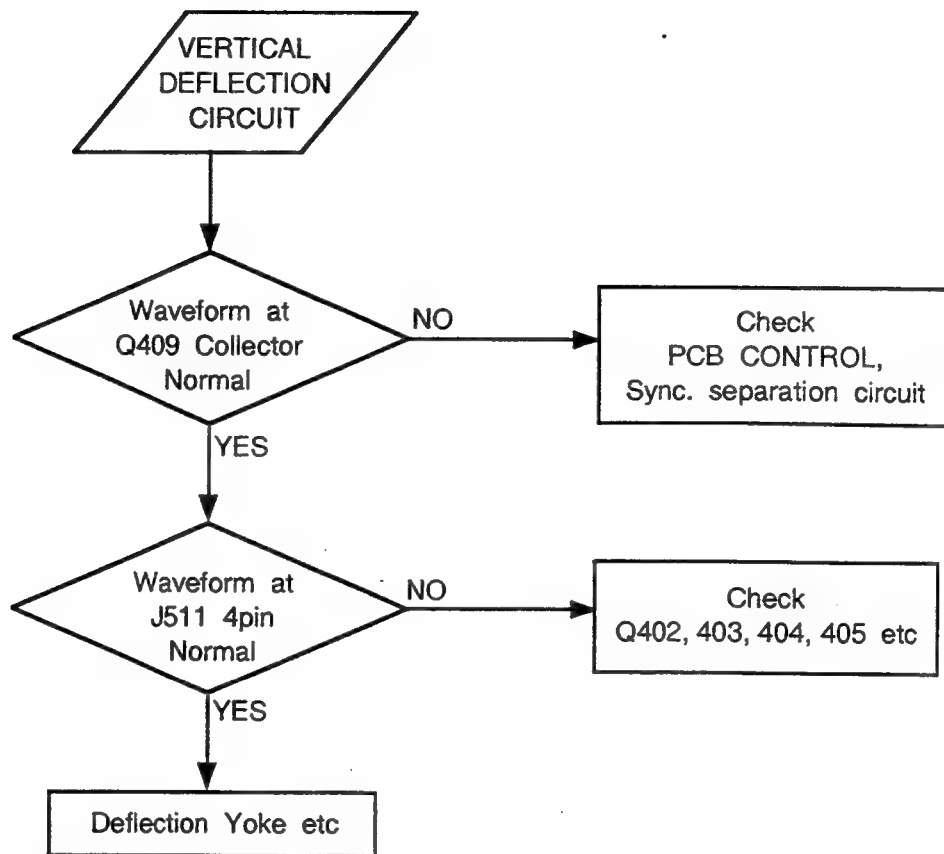 VERTICAL
DEFLECTION
CIRCUIT
Waveform at
Q409 Collector
Normal
NO
Check
PCB CONTROL,
Sync. separation circuit
YES
Waveform at
J511 4pin
Normal
NO
Check
Q402, 403, 404, 405 etc
YES
Deflection Yoke etc